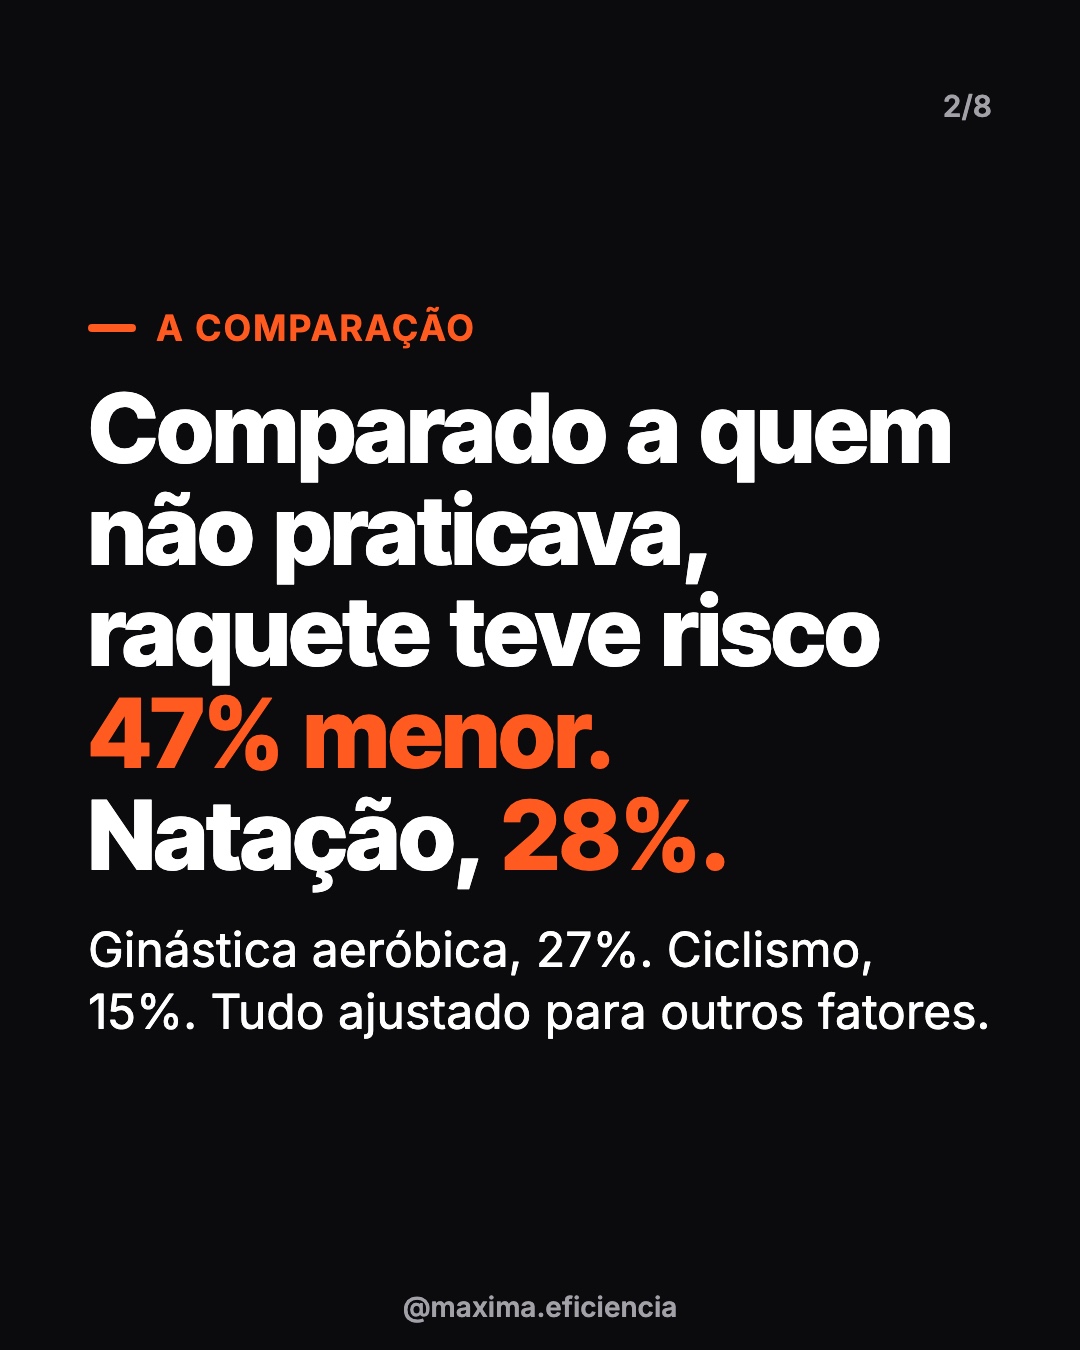 2/8
A COMPARAÇÃO
Comparado a quem
não praticava,
raquete teve risco
47% menor.
Natação, 28%.
Ginástica aeróbica, 27%. Ciclismo,
15%. Tudo ajustado para outros fatores.
@maxima.eficiencia